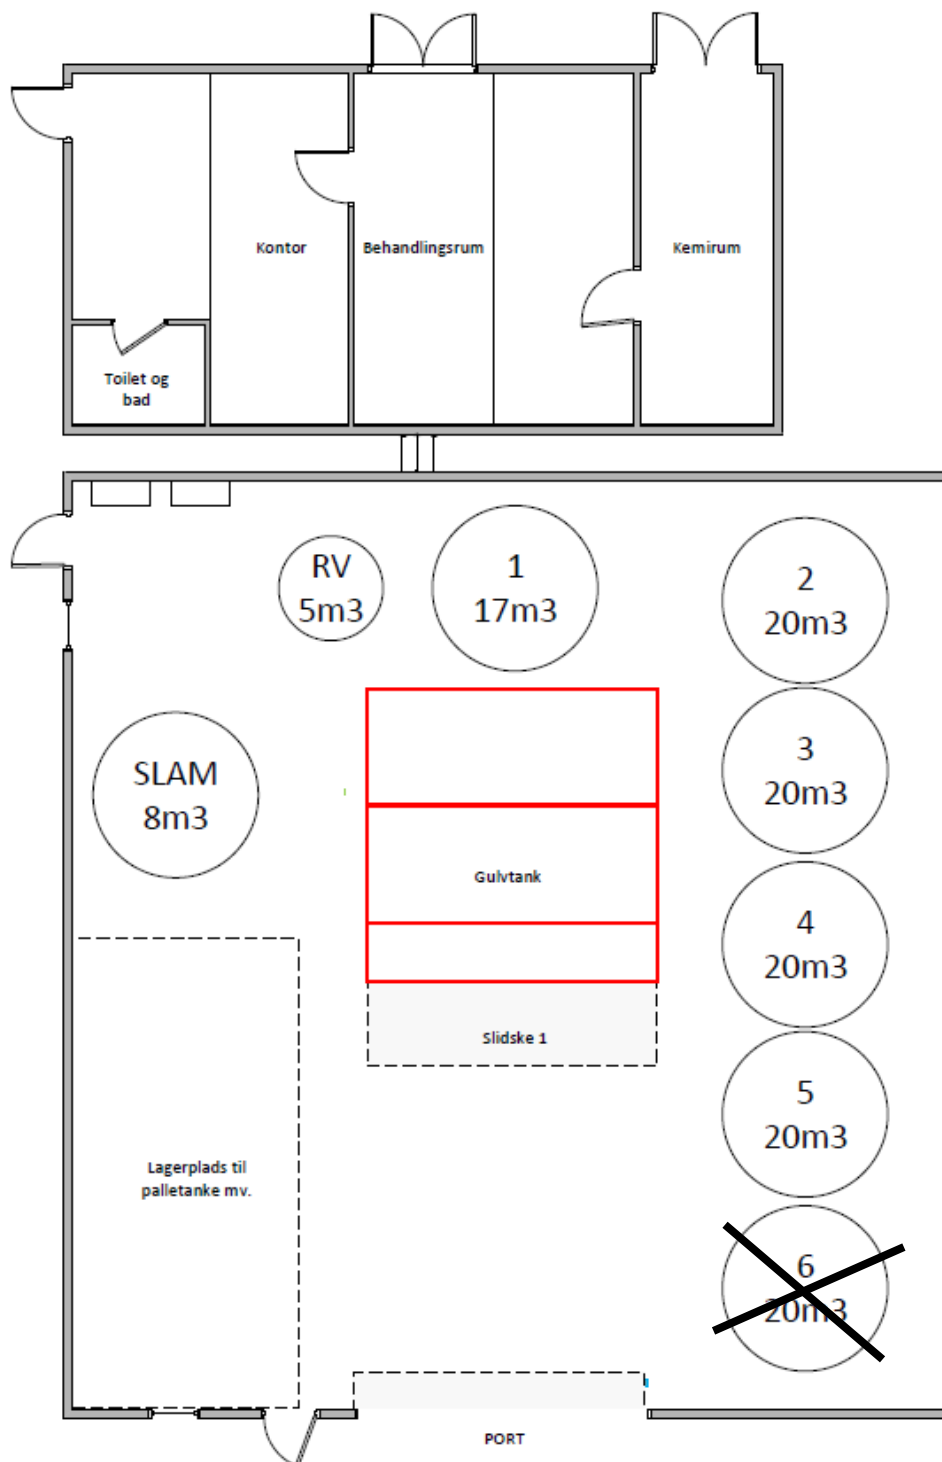 Kontor
Behandlingsrum
Kemirum
Toilet og
bad
RV
5m3
1
17m3
2
20m3
SLAM
8m3
3
20m3
Gulvtank
4
20m3
Slidske 1
5
20m3
Lagerplads til
palletanke mv.
6
20m3
PORT